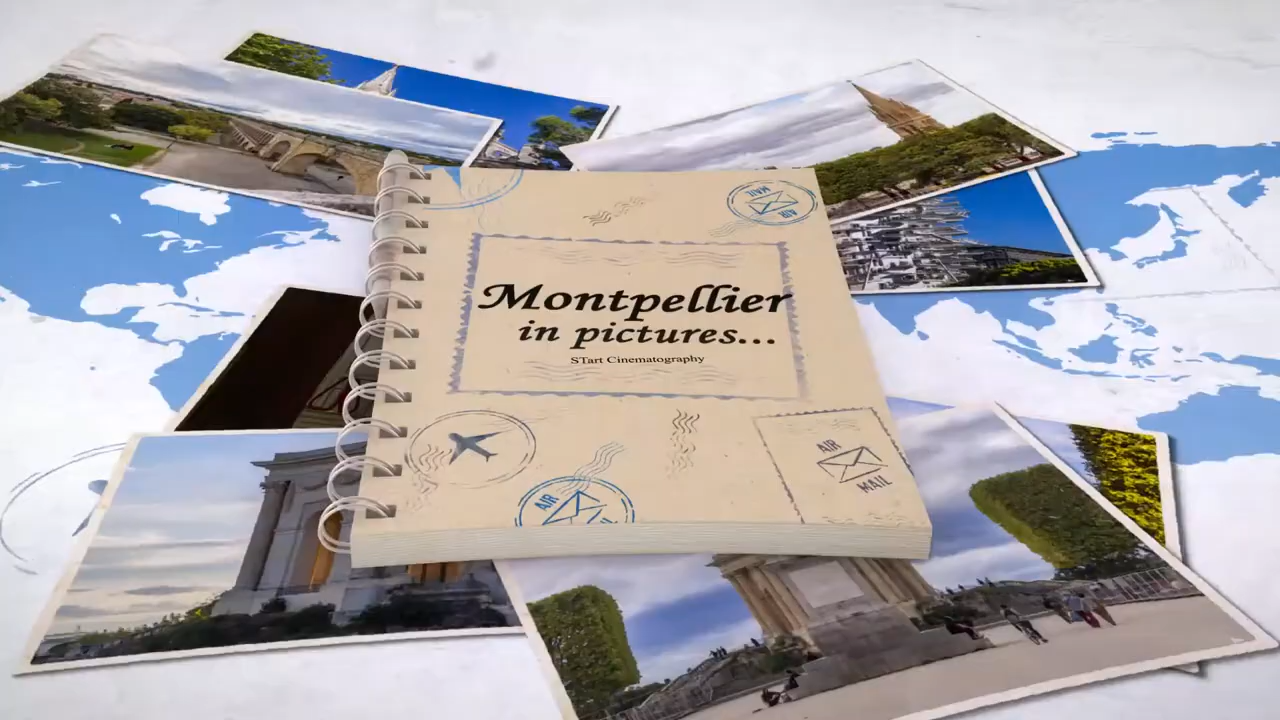 AIR
MAIL
Montpellier
in pictures...
STart Cinematography
AIR
MAIL
AIR